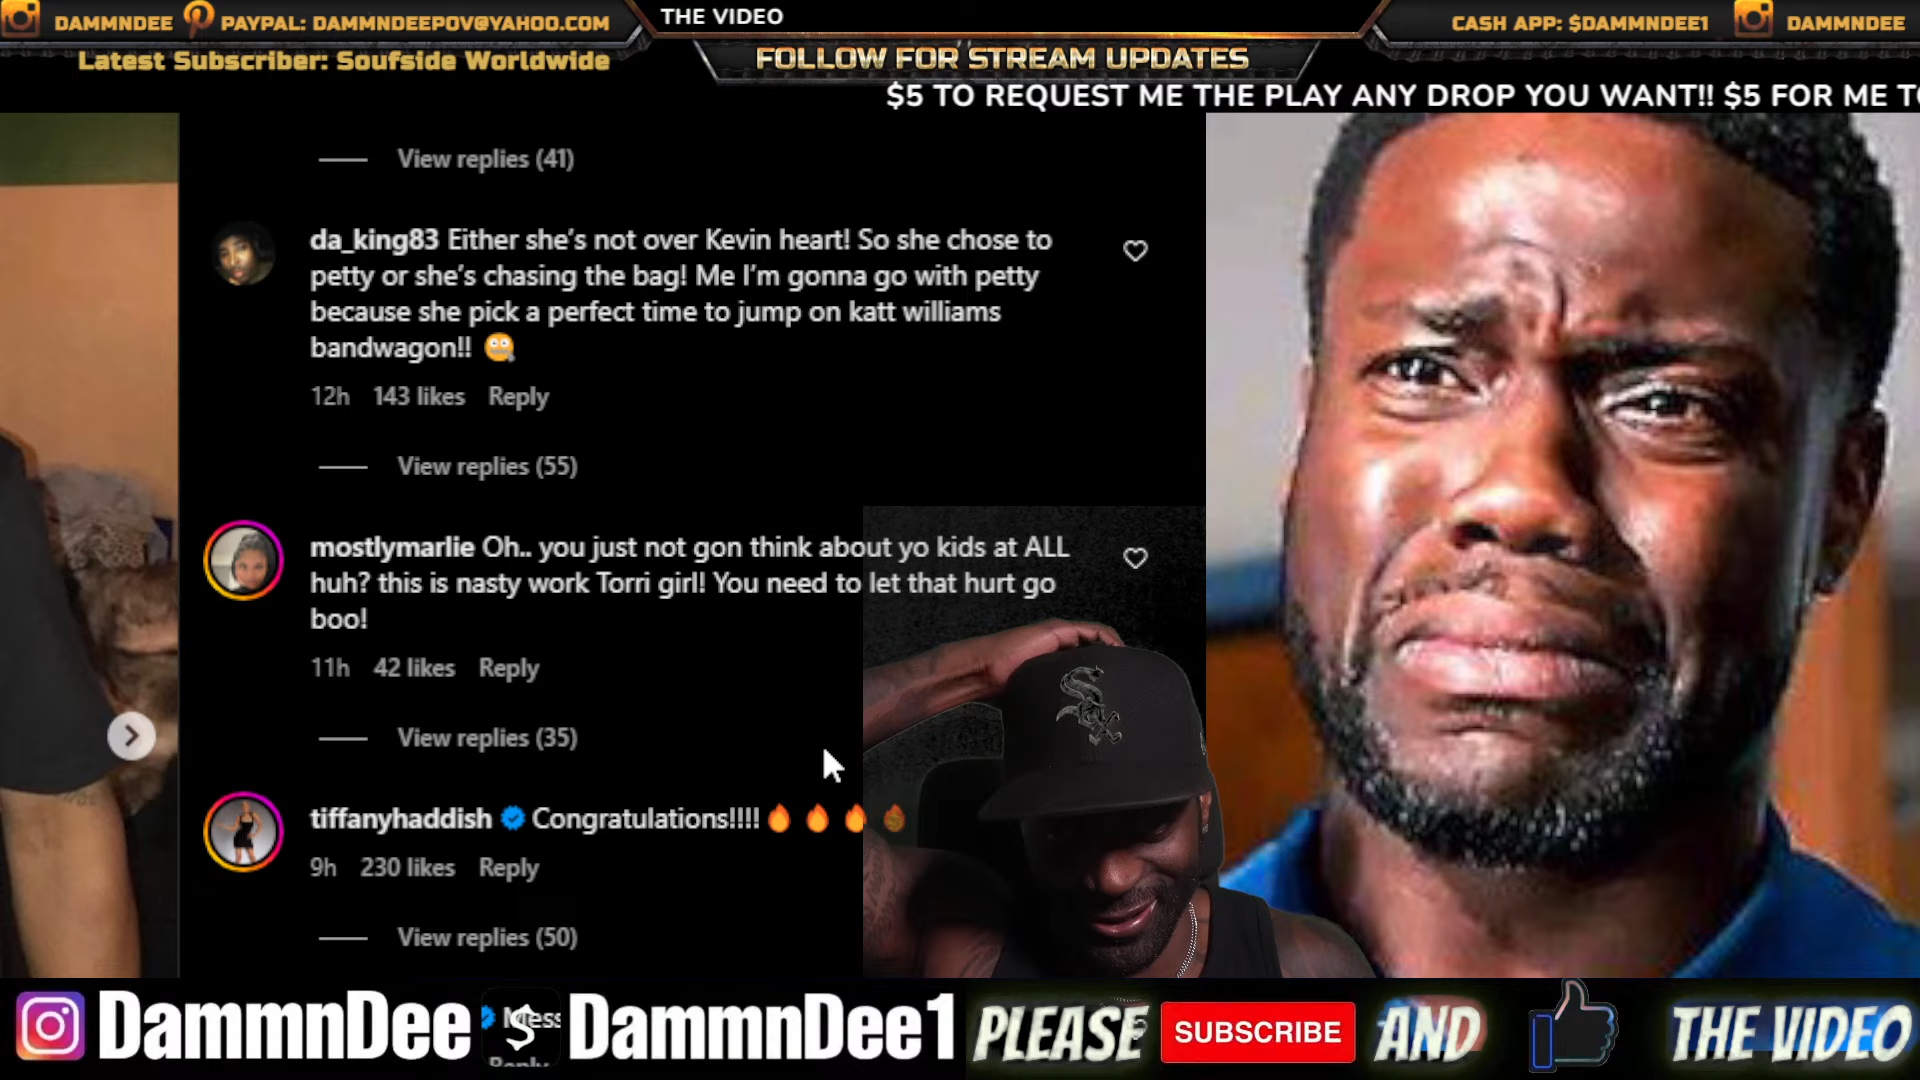 DAMMNDEE PAYPAL: DAMMNDEEPOV@YAHOO.COM
THE VIDEO
CASH APP: $DAMMNDEE1 DAMMNDEE
Latest Subscriber: Soufside Worldwide
FOLLOW FOR STREAM UPDATES
$5 TO REQUEST ME THE PLAY ANY DROP YOU WANT!! $5 FOR ME
View replies (41)
da_king83 Either she's not over Kevin heart! So she chose to
petty or she's chasing the bag! Me I'm gonna go with petty
because she pick a perfect time to jump on katt williams
bandwagon!! 🤐
12h 143 likes Reply
View replies (55)
mostlymarlie Oh.. you just not gon think about yo kids at ALL
huh? this is nasty work Torri girl! You need to let that hurt go
boo!
11h 42 likes Reply
View replies (35)
tiffanyhaddish Congratulations!!!! 🔥 🔥 🔥
9h 230 likes Reply
View replies (50)
DammnDee $ DammnDee1 PLEASE SUBSCRIBE AND THE VIDEO